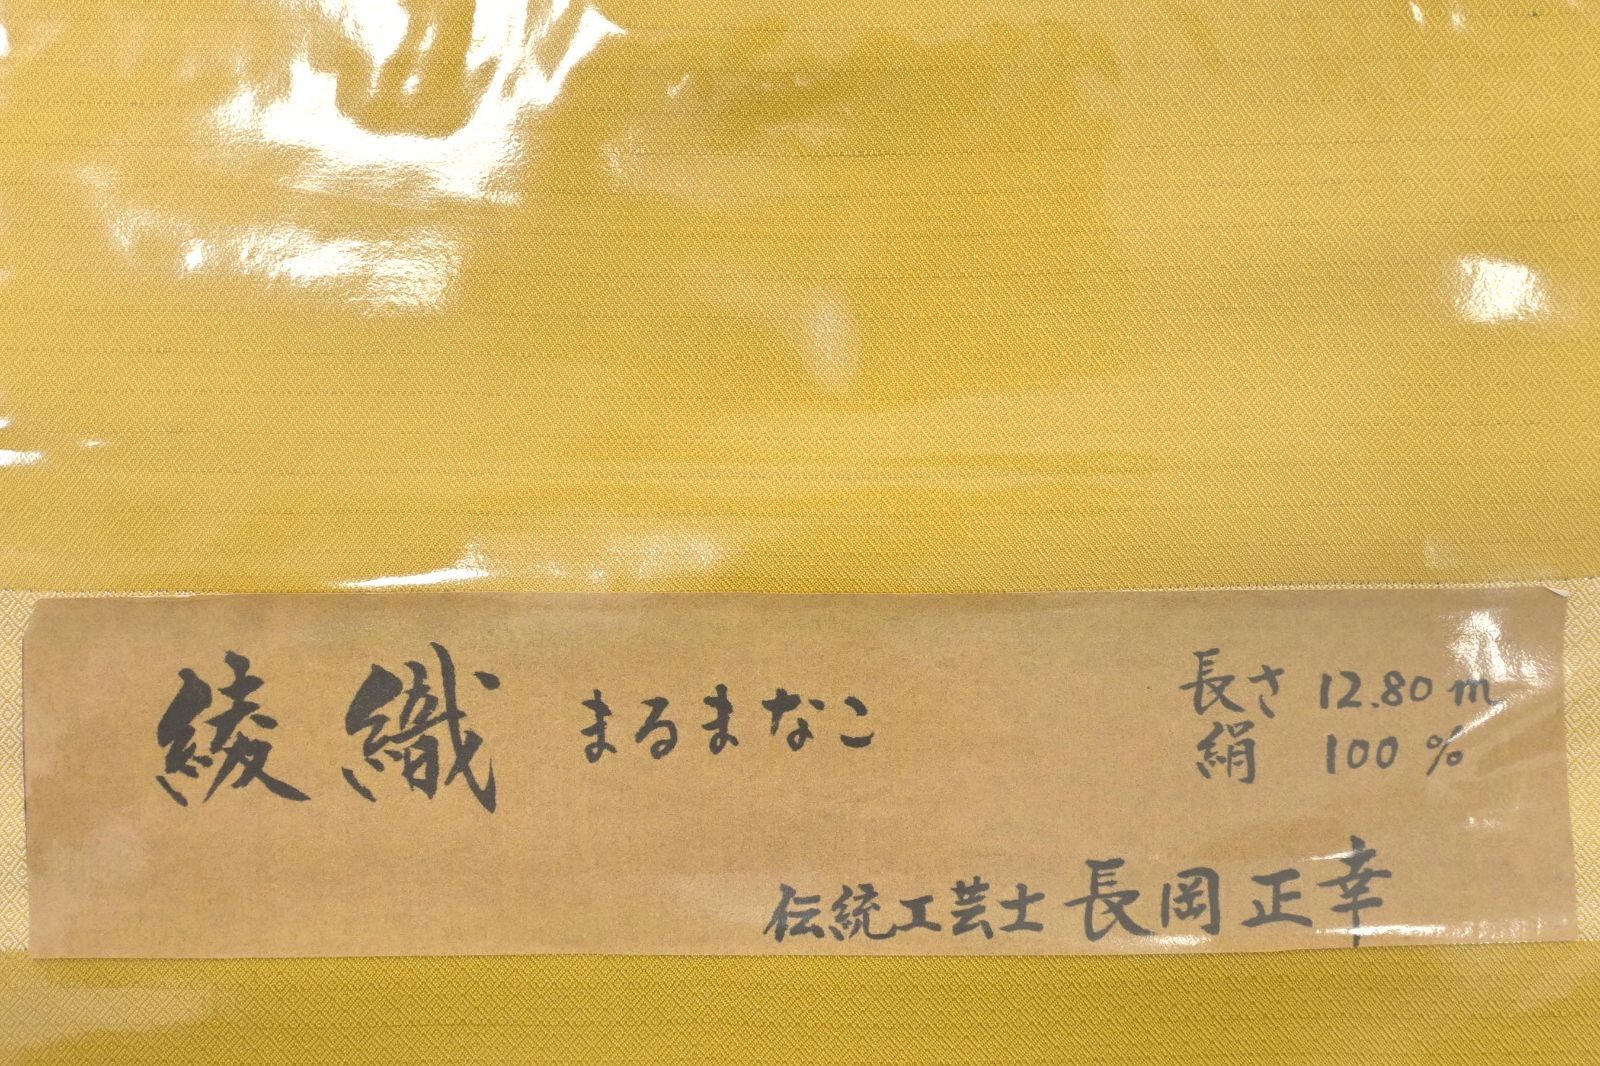 綾織 まるまなこ
長さ 12.80 m
絹 100 %
伝統工芸士 長岡正幸